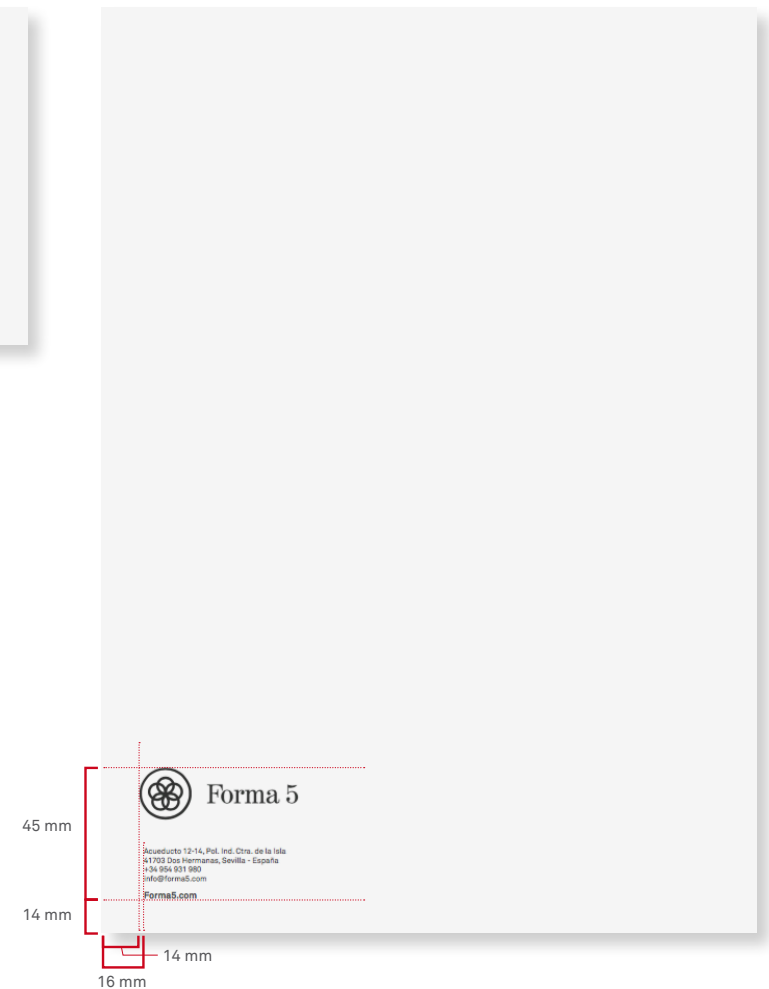 Forma 5
45 mm
Acueducto 12-14, Pol. Ind. Ctra. de la Isla
41703 Dos Hermanas, Sevilla - España
+34 954 931 980
info@forma5.com
Forma5.com
14 mm
14 mm
16 mm